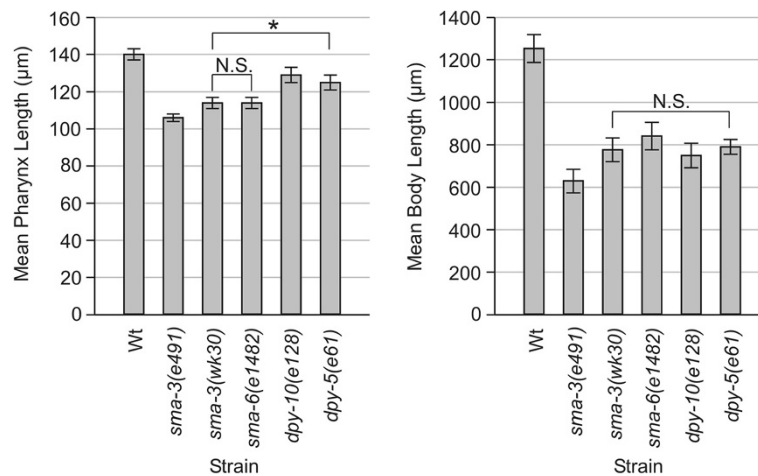 Mean Pharynx Length (µm)
160
140
120
100
80
60
40
20
0
*
N.S.
Wt
sma-3(e491)
sma-3(wk30)
sma-6(e1482)
dpy-10(e128)
dpy-5(e61)
Strain
Mean Body Length (µm)
1400
1200
1000
800
600
400
200
0
N.S.
Wt
sma-3(e491)
sma-3(wk30)
sma-6(e1482)
dpy-10(e128)
dpy-5(e61)
Strain